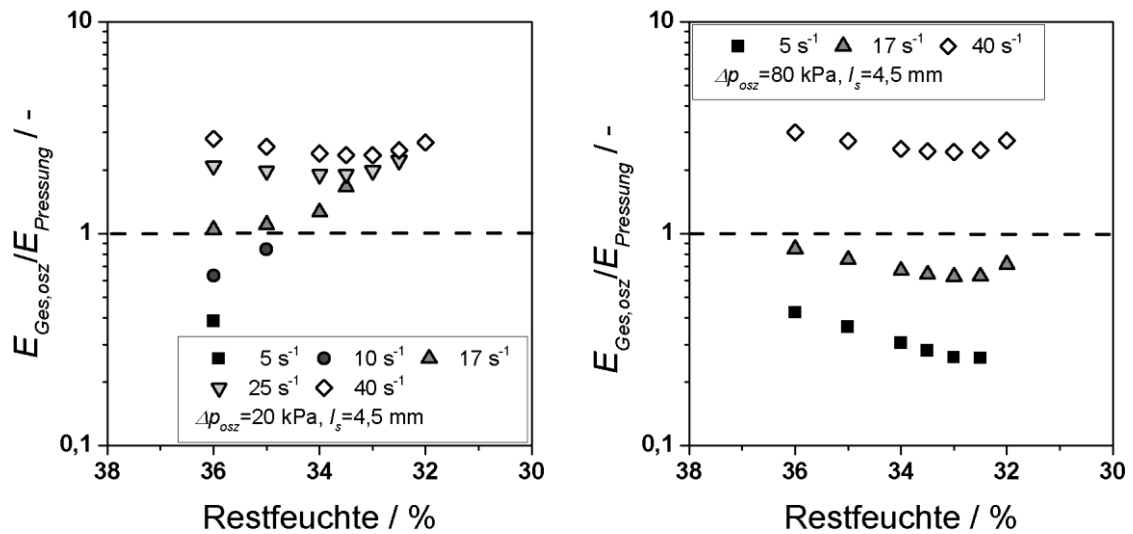 E_Ges,osz/E_Pressung / -
10
1
0,1
5 s⁻¹ 10 s⁻¹ 17 s⁻¹
25 s⁻¹ 40 s⁻¹
Δp_osz=20 kPa, l_s=4,5 mm
38 36 34 32 30
Restfeuchte / %
E_Ges,osz/E_Pressung / -
10
5 s⁻¹ 17 s⁻¹ 40 s⁻¹
Δp_osz=80 kPa, l_s=4,5 mm
1
0,1
38 36 34 32 30
Restfeuchte / %